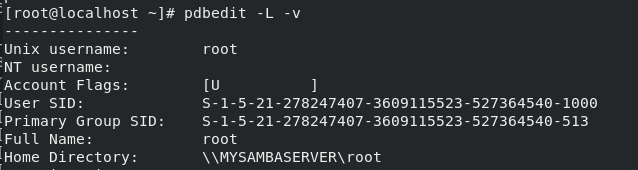 [root@localhost ~]# pdbedit -L -v
---------------
Unix username:        root
NT username:
Account Flags:        [U          ]
User SID:             S-1-5-21-278247407-3609115523-527364540-1000
Primary Group SID:    S-1-5-21-278247407-3609115523-527364540-513
Full Name:            root
Home Directory:       \\MYSAMBASERVER\root